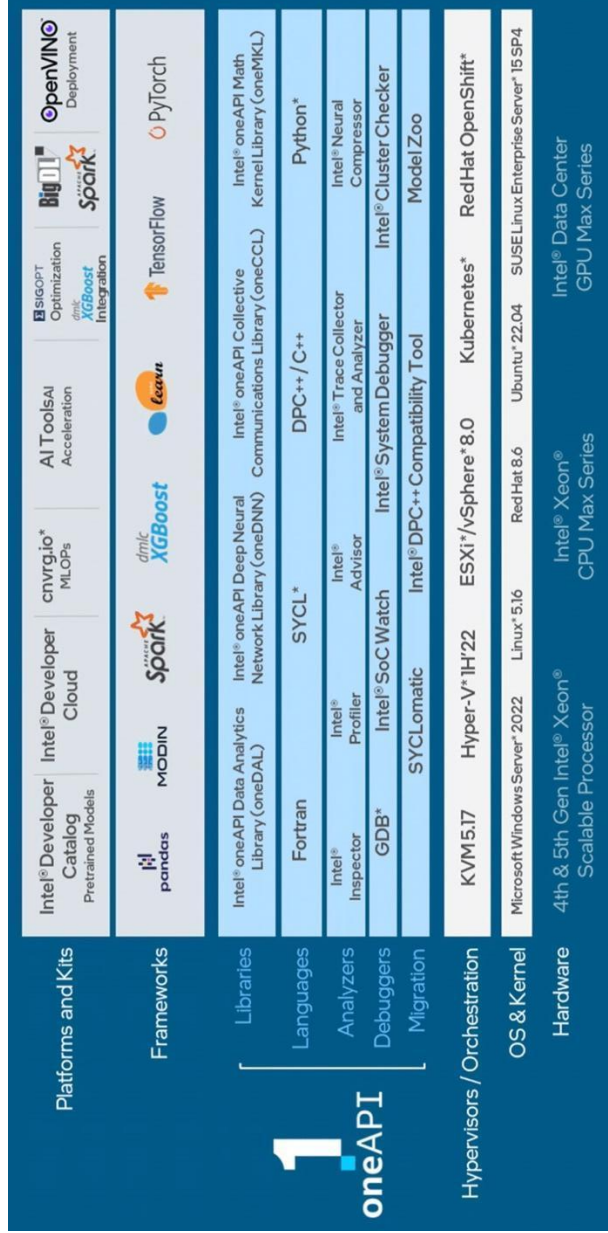 Platforms and Kits
Intel® Developer
Catalog
Pretrained Models
Intel® Developer
Cloud
cnvrg.io*
MLOPs
AI ToolsAI
Acceleration
SIGOPT
Optimization
dmlc
XGBoost
Integration
BigDL
APACHE
Spark
OpenVINO
Deployment
Frameworks
pandas
MODIN
APACHE
Spark
dmlc
XGBoost
learn
TensorFlow
PyTorch
1
oneAPI
Libraries
Intel® oneAPI Data Analytics
Library (oneDAL)
Intel® oneAPI Deep Neural
Network Library (oneDNN)
Intel® oneAPI Collective
Communications Library (oneCCL)
Intel® oneAPI Math
Kernel Library (oneMKL)
Languages
Fortran
SYCL*
DPC++ / C++
Python*
Analyzers
Intel®
Inspector
Intel®
Profiler
Intel®
Advisor
Intel® Trace Collector
and Analyzer
Intel® Neural
Compressor
Debuggers
GDB*
Intel® SoC Watch
Intel® System Debugger
Intel® Cluster Checker
Migration
SYCLomatic
Intel® DPC++ Compatibility Tool
Model Zoo
Hypervisors / Orchestration
KVM 5.17
Hyper-V* 1H'22
ESXi*/vSphere* 8.0
Kubernetes*
Red Hat OpenShift*
OS & Kernel
Microsoft Windows Server* 2022
Linux* 5.16
Red Hat 8.6
Ubuntu* 22.04
SUSE Linux Enterprise Server* 15 SP4
Hardware
4th & 5th Gen Intel® Xeon®
Scalable Processor
Intel® Xeon®
CPU Max Series
Intel® Data Center
GPU Max Series